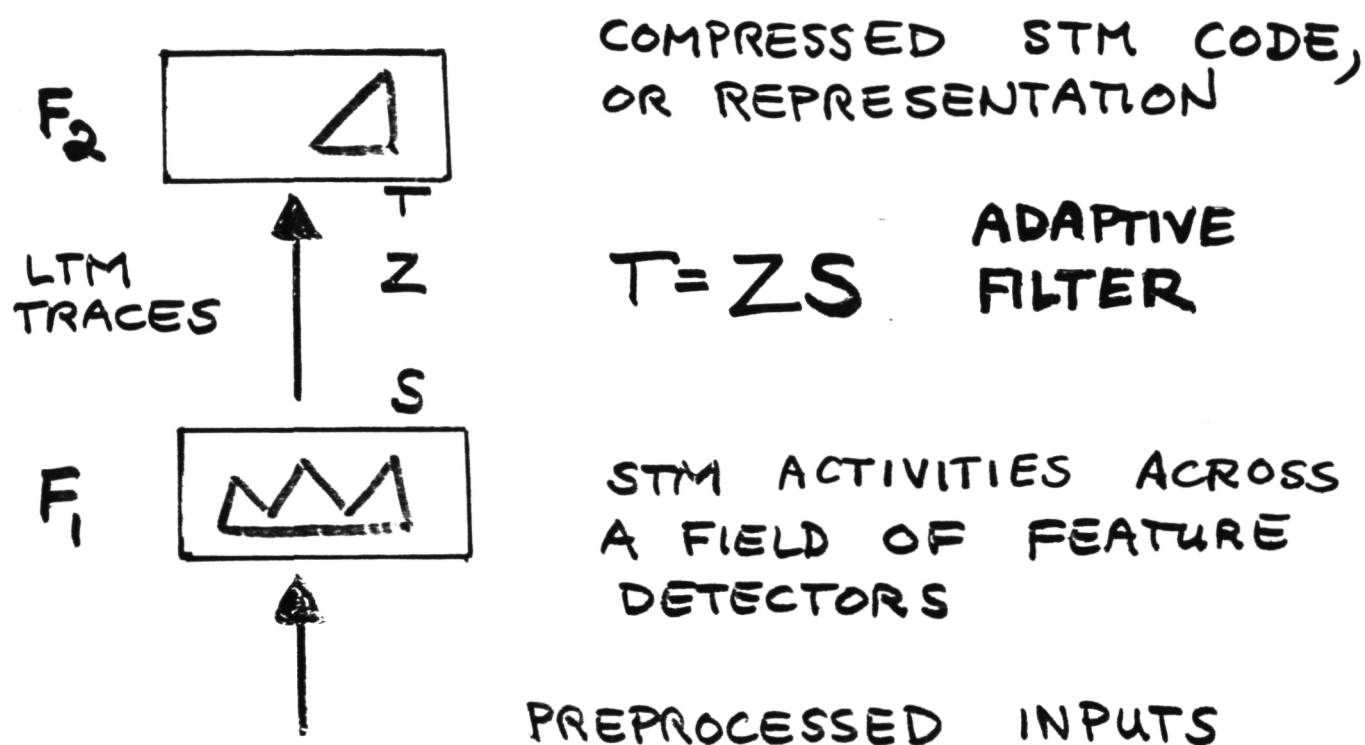 COMPRESSED STM CODE,
OR REPRESENTATION
F₂
T
LTM
TRACES
Z
T = ZS
ADAPTIVE
FILTER
S
F₁
STM ACTIVITIES ACROSS
A FIELD OF FEATURE
DETECTORS
PREPROCESSED INPUTS